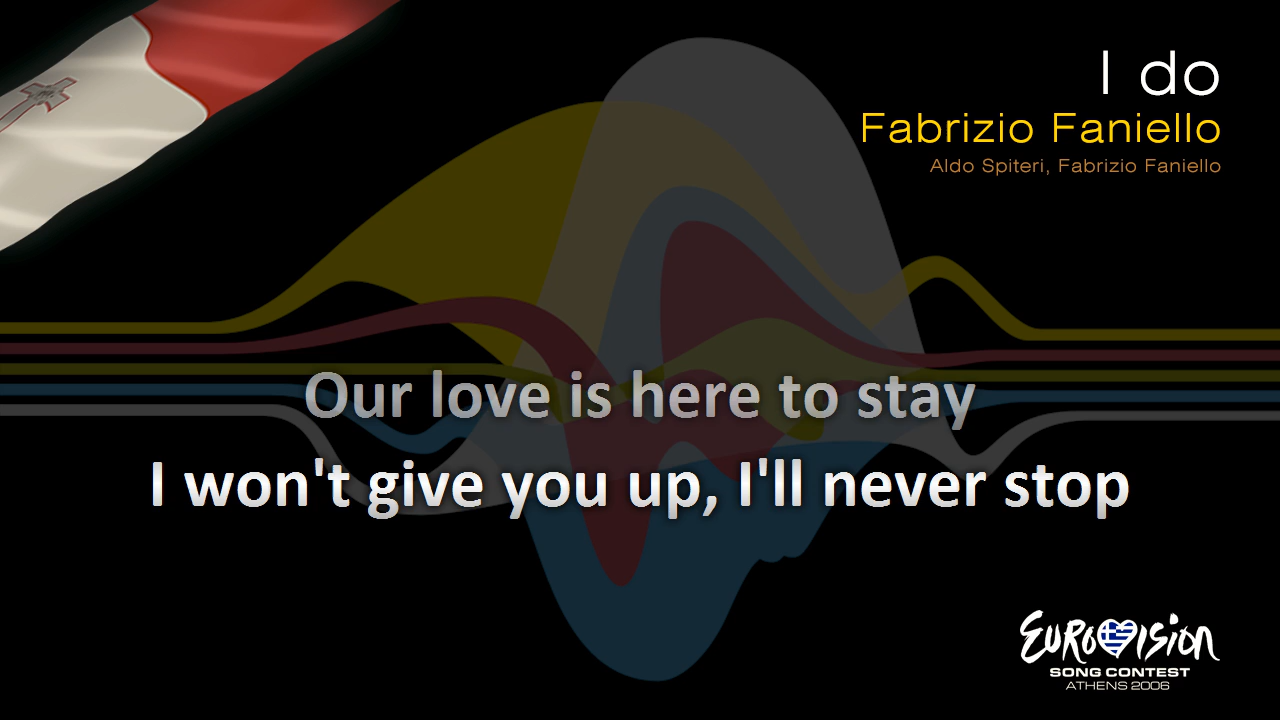 I do
Fabrizio Faniello
Aldo Spiteri, Fabrizio Faniello
Our love is here to stay
I won't give you up, I'll never stop
EUROVISION
SONG CONTEST
ATHENS 2006